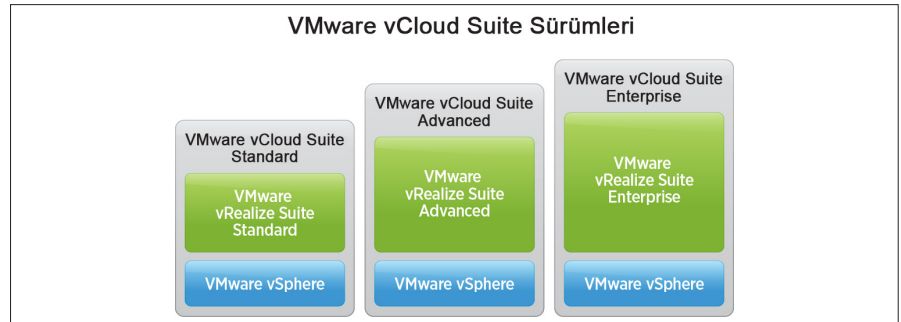 VMware vCloud Suite Sürümleri
VMware vCloud Suite
Standard
VMware
vRealize Suite
Standard
VMware vSphere
VMware vCloud Suite
Advanced
VMware
vRealize Suite
Advanced
VMware vSphere
VMware vCloud Suite
Enterprise
VMware
vRealize Suite
Enterprise
VMware vSphere